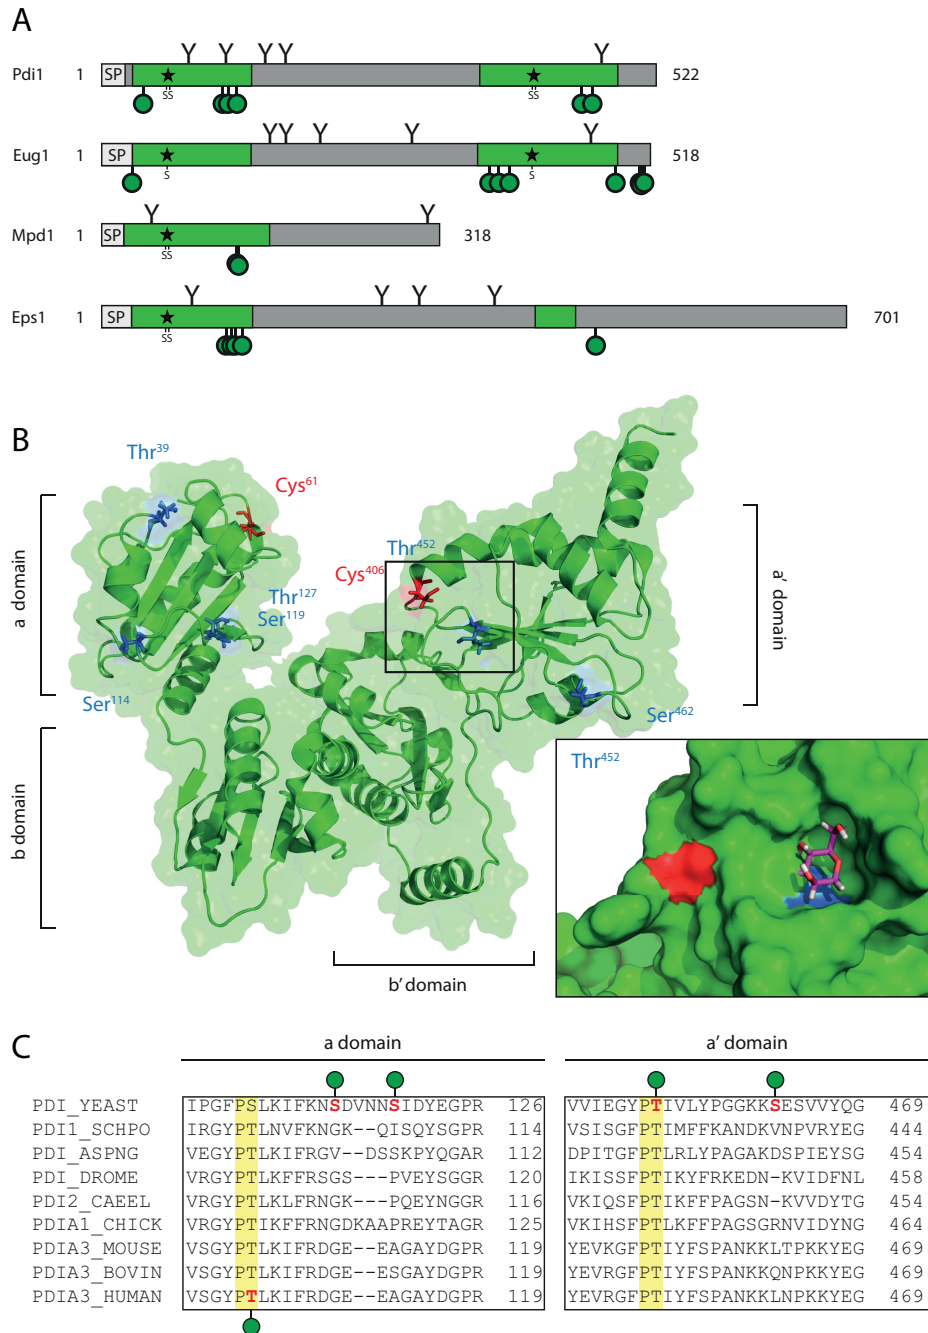 A
Pdi1 1 SP Y Y Y Y Y 522
SS SS
Eug1 1 SP Y Y Y Y Y 518
S S
Mpd1 1 SP Y Y 318
SS
Eps1 1 SP Y Y Y Y 701
SS
B
Thr39
Cys61
Thr452
Cys406
a domain
a' domain
Thr127
Ser119
Ser114
Ser462
b domain
Thr452
b' domain
C
a domain a' domain
PDI_YEAST IPGFPSLKIFKNSDVNNSIDYEGPR 126 VVIEGYPTIVLYPGGKKSESVVYQG 469
PDI1_SCHPO IRGYPTLNVFKNGK--QISQYSGPR 114 VSISGFPTIMFFKANDKVNPVRYEG 444
PDI_ASPNG VEGYPTLKIFRGV--DSSKPYQGAR 112 DPITGFPTLRLYPAGAKDSPIEYSG 464
PDI_DROME VRGYPTLKFFRSGS---PVEYSGGR 120 IKISSFPTIKYFRKEDN-KVIDFNL 458
PDI2_CAEEL VRGYPTLKLFRNGK---PQEYNGGR 116 VKIQSFPTIKFFPAGSN-KVVDYTG 454
PDIA1_CHICK VRGYPTIKFFRNGDKAAPREYTAGR 125 VKIHSFPTLKFFPAGSGRNVIDYNG 464
PDIA3_MOUSE VSGYPTLKIFRDGE--EAGAYDGPR 119 YEVKGFPTIYFSPANKKLTPKKYEG 469
PDIA3_BOVIN VSGYPTLKIFRDGE--ESGAYDGPR 119 YEVRGFPTIYFSPANKKQNPKKYEG 469
PDIA3_HUMAN VSGYPTLKIFRDGE--EAGAYDGPR 119 YEVRGFPTIYFSPANKKLNPKKYEG 469